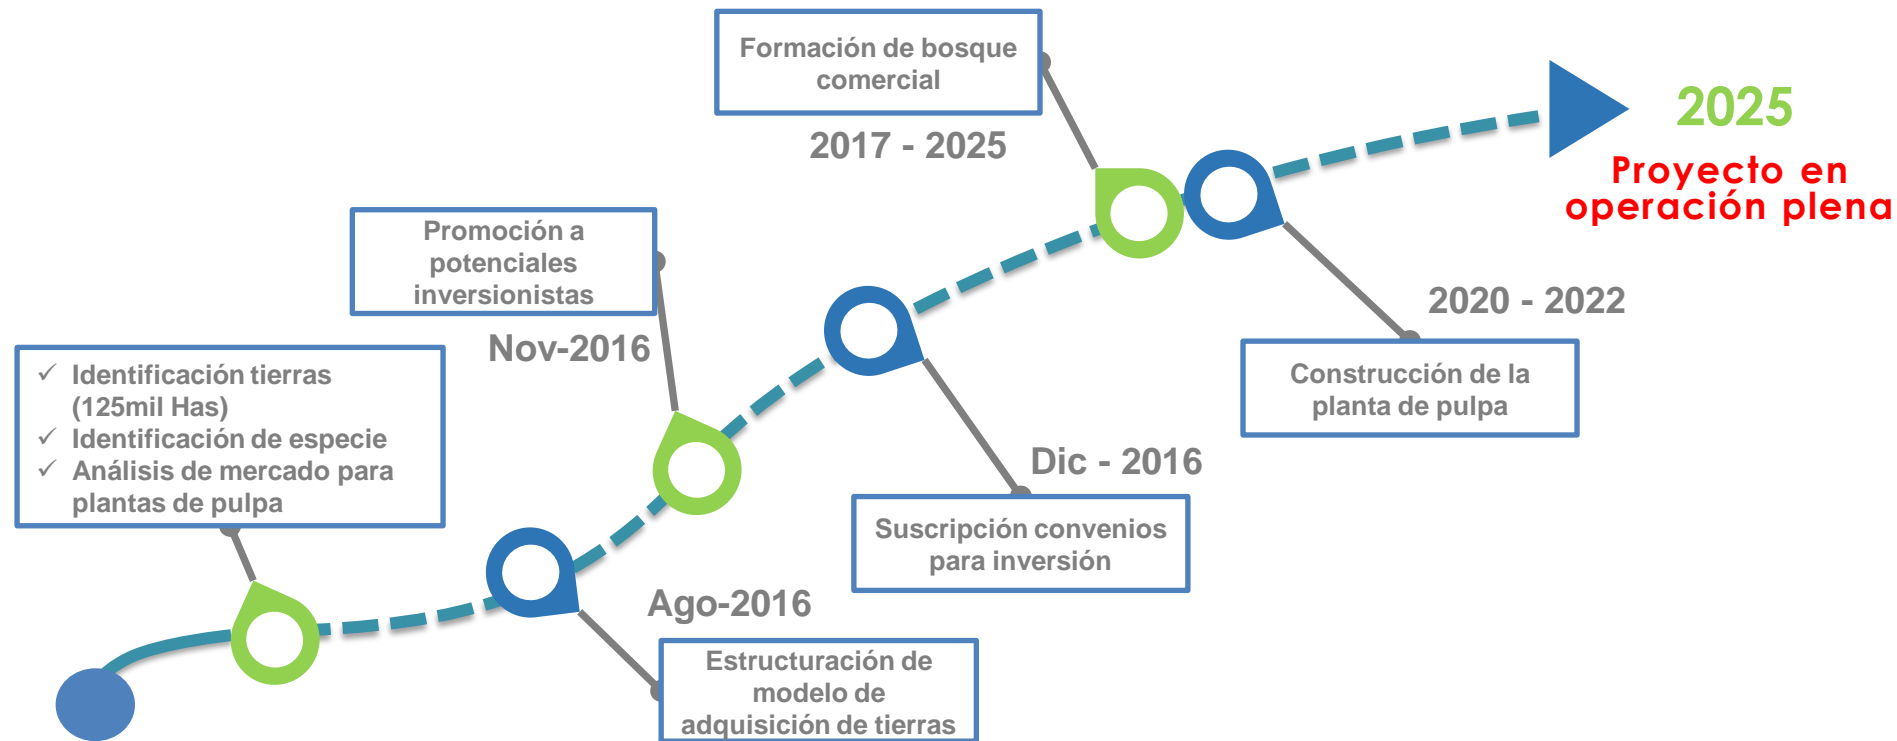 Formación de bosque
comercial
2017 - 2025
2025
Proyecto en
operación plena
Promoción a
potenciales
inversionistas
Nov-2016
2020 - 2022
Construcción de la
planta de pulpa
✓ Identificación tierras
(125mil Has)
✓ Identificación de especie
✓ Análisis de mercado para
plantas de pulpa
Dic - 2016
Suscripción convenios
para inversión
Ago-2016
Estructuración de
modelo de
adquisición de tierras